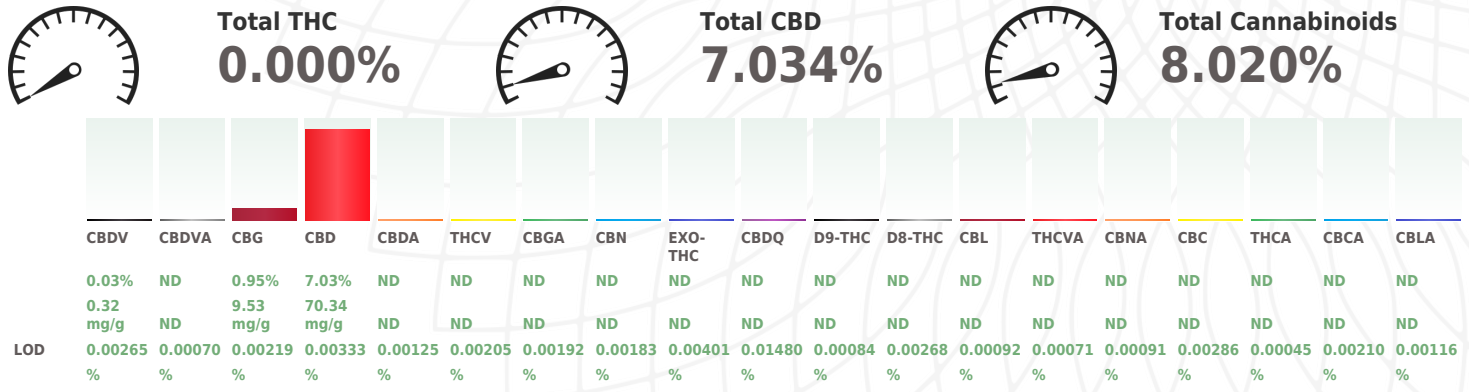 Total THC
0.000%
Total CBD
7.034%
Total Cannabinoids
8.020%
CBDV CBDVA CBG CBD CBDA THCV CBGA CBN EXO-THC CBDQ D9-THC D8-THC CBL THCVA CBNA CBC THCA CBCA CBLA
0.03% ND 0.95% 7.03% ND ND ND ND ND ND ND ND ND ND ND ND ND ND ND
0.32 mg/g ND 9.53 mg/g 70.34 mg/g ND ND ND ND ND ND ND ND ND ND ND ND ND ND ND
LOD 0.00265 0.00070 0.00219 0.00333 0.00125 0.00205 0.00192 0.00183 0.00401 0.01480 0.00084 0.00268 0.00092 0.00071 0.00091 0.00286 0.00045 0.00210 0.00116
% % % % % % % % % % % % % % % % % % %